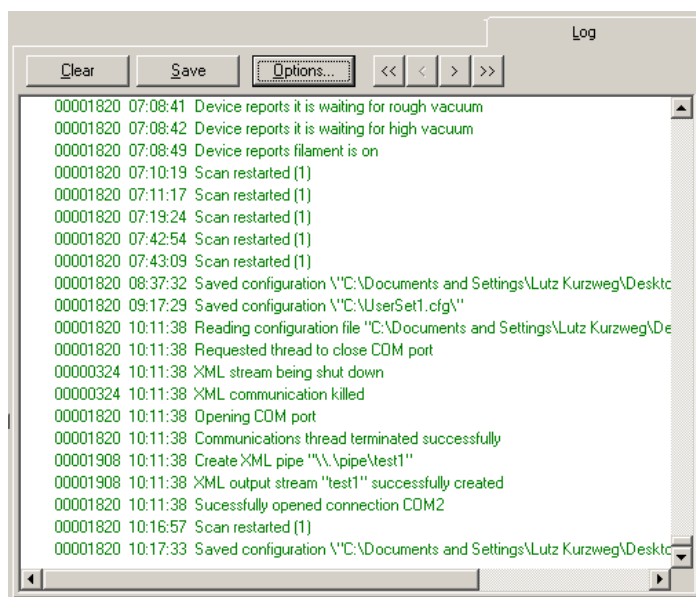 Log
Clear Save Options... << < > >>
00001820 07:08:41 Device reports it is waiting for rough vacuum
00001820 07:08:42 Device reports it is waiting for high vacuum
00001820 07:08:49 Device reports filament is on
00001820 07:10:19 Scan restarted (1)
00001820 07:11:17 Scan restarted (1)
00001820 07:19:24 Scan restarted (1)
00001820 07:42:54 Scan restarted (1)
00001820 07:43:09 Scan restarted (1)
00001820 08:37:32 Saved configuration \"C:\Documents and Settings\Lutz Kurzweg\Deskto
00001820 09:17:29 Saved configuration \"C:\UserSet1.cfg\"
00001820 10:11:38 Reading configuration file "C:\Documents and Settings\Lutz Kurzweg\De
00001820 10:11:38 Requested thread to close COM port
00000324 10:11:38 XML stream being shut down
00000324 10:11:38 XML communication killed
00001820 10:11:38 Opening COM port
00001820 10:11:38 Communications thread terminated successfully
00001908 10:11:38 Create XML pipe "\\.\pipe\test1"
00001908 10:11:38 XML output stream "test1" successfully created
00001820 10:11:38 Sucessfully opened connection COM2
00001820 10:16:57 Scan restarted (1)
00001820 10:17:33 Saved configuration \"C:\Documents and Settings\Lutz Kurzweg\Deskto